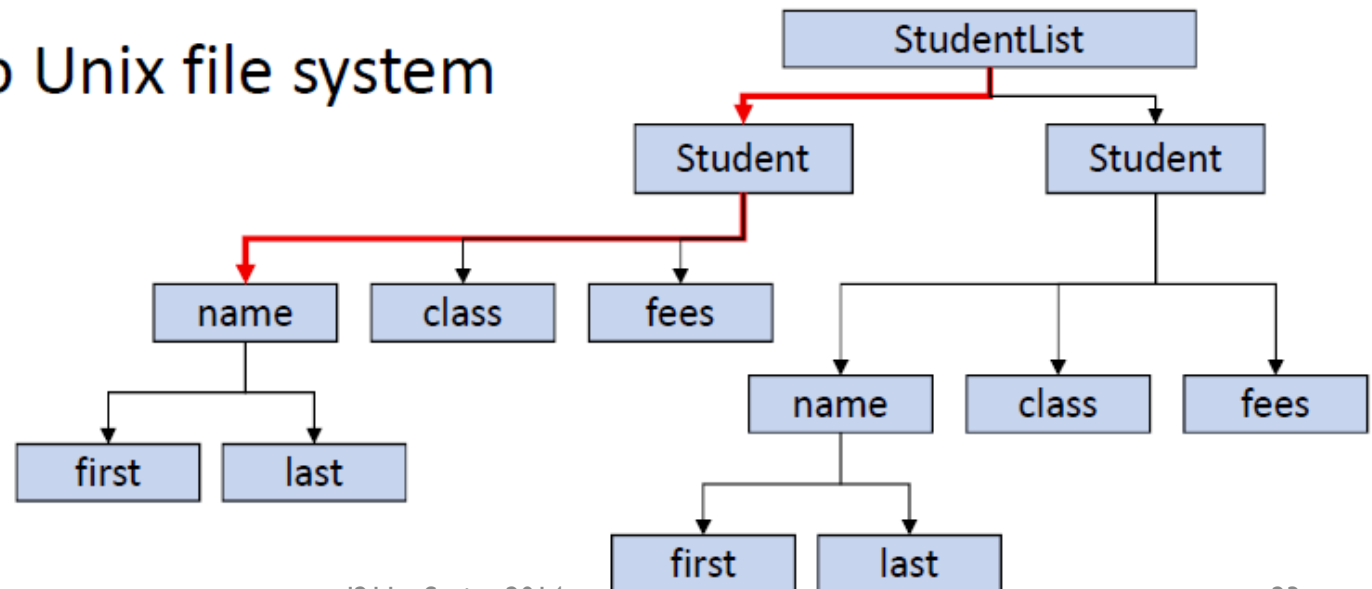 Unix file system
StudentList
Student
Student
name
class
fees
name
class
fees
first
last
first
last